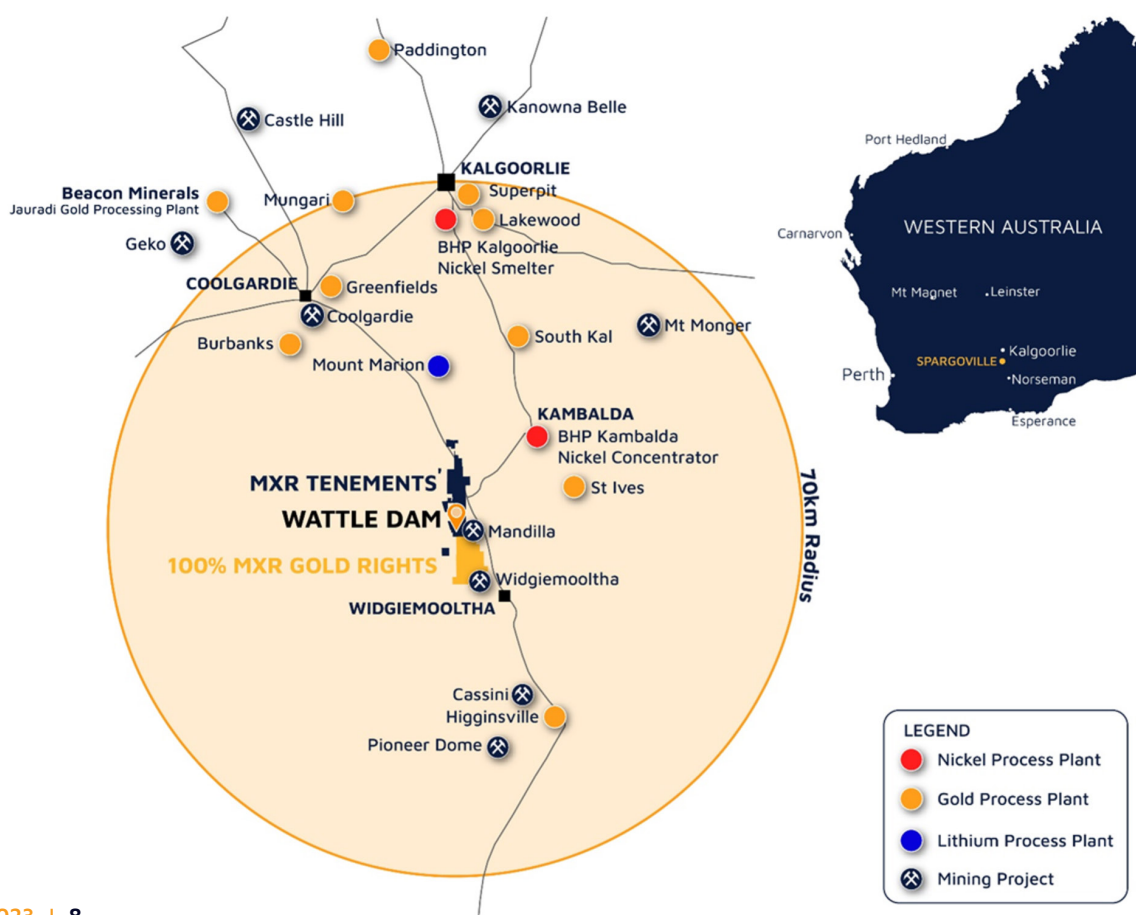 Paddington
Kanowna Belle
Castle Hill
KALGOORLIE
Beacon Minerals
Jauradi Gold Processing Plant
Mungari
Superpit
Lakewood
Geko
BHP Kalgoorlie
Nickel Smelter
COOLGARDIE
Greenfields
Coolgardie
Burbanks
South Kal
Mt Monger
Mount Marion
KAMBALDA
BHP Kambalda
Nickel Concentrator
MXR TENEMENTS
St Ives
WATTLE DAM
Mandilla
100% MXR GOLD RIGHTS
Widgiemooltha
WIDGIEMOOLTHA
70km Radius
Cassini
Higginsville
Pioneer Dome
Port Hedland
WESTERN AUSTRALIA
Carnarvon
Mt Magnet
Leinster
Kalgoorlie
SPARGOVILLE
Perth
Norseman
Esperance
LEGEND
Nickel Process Plant
Gold Process Plant
Lithium Process Plant
Mining Project
8